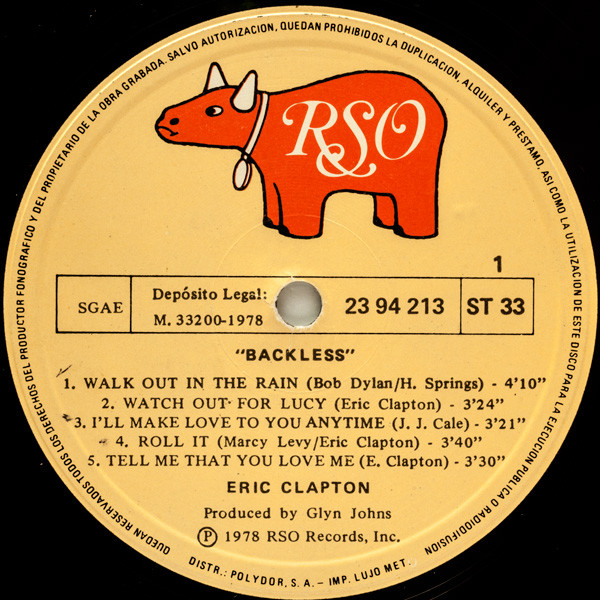 QUEDAN RESERVADOS TODOS LOS DERECHOS DEL PRODUCTOR FONOGRAFICO Y DEL PROPIETARIO DE LA OBRA GRABADA. SALVO AUTORIZACION, QUEDAN PROHIBIDOS LA DUPLICACION, ALQUILER Y PRESTAMO, ASI COMO LA UTILIZACION DE ESTE DISCO PARA LA EJECUCION PUBLICA O RADIODIFUSION
RSO
1
SGAE
Depósito Legal:
M. 33200-1978
23 94 213
ST 33
"BACKLESS"
1. WALK OUT IN THE RAIN (Bob Dylan/H. Springs) - 4'10"
2. WATCH OUT FOR LUCY (Eric Clapton) - 3'24"
3. I'LL MAKE LOVE TO YOU ANYTIME (J. J. Cale) - 3'21"
4. ROLL IT (Marcy Levy/Eric Clapton) - 3'40"
5. TELL ME THAT YOU LOVE ME (E. Clapton) - 3'30"
ERIC CLAPTON
Produced by Glyn Johns
Ⓟ 1978 RSO Records, Inc.
DISTR.: POLYDOR, S. A. – IMP. LUJO MET.